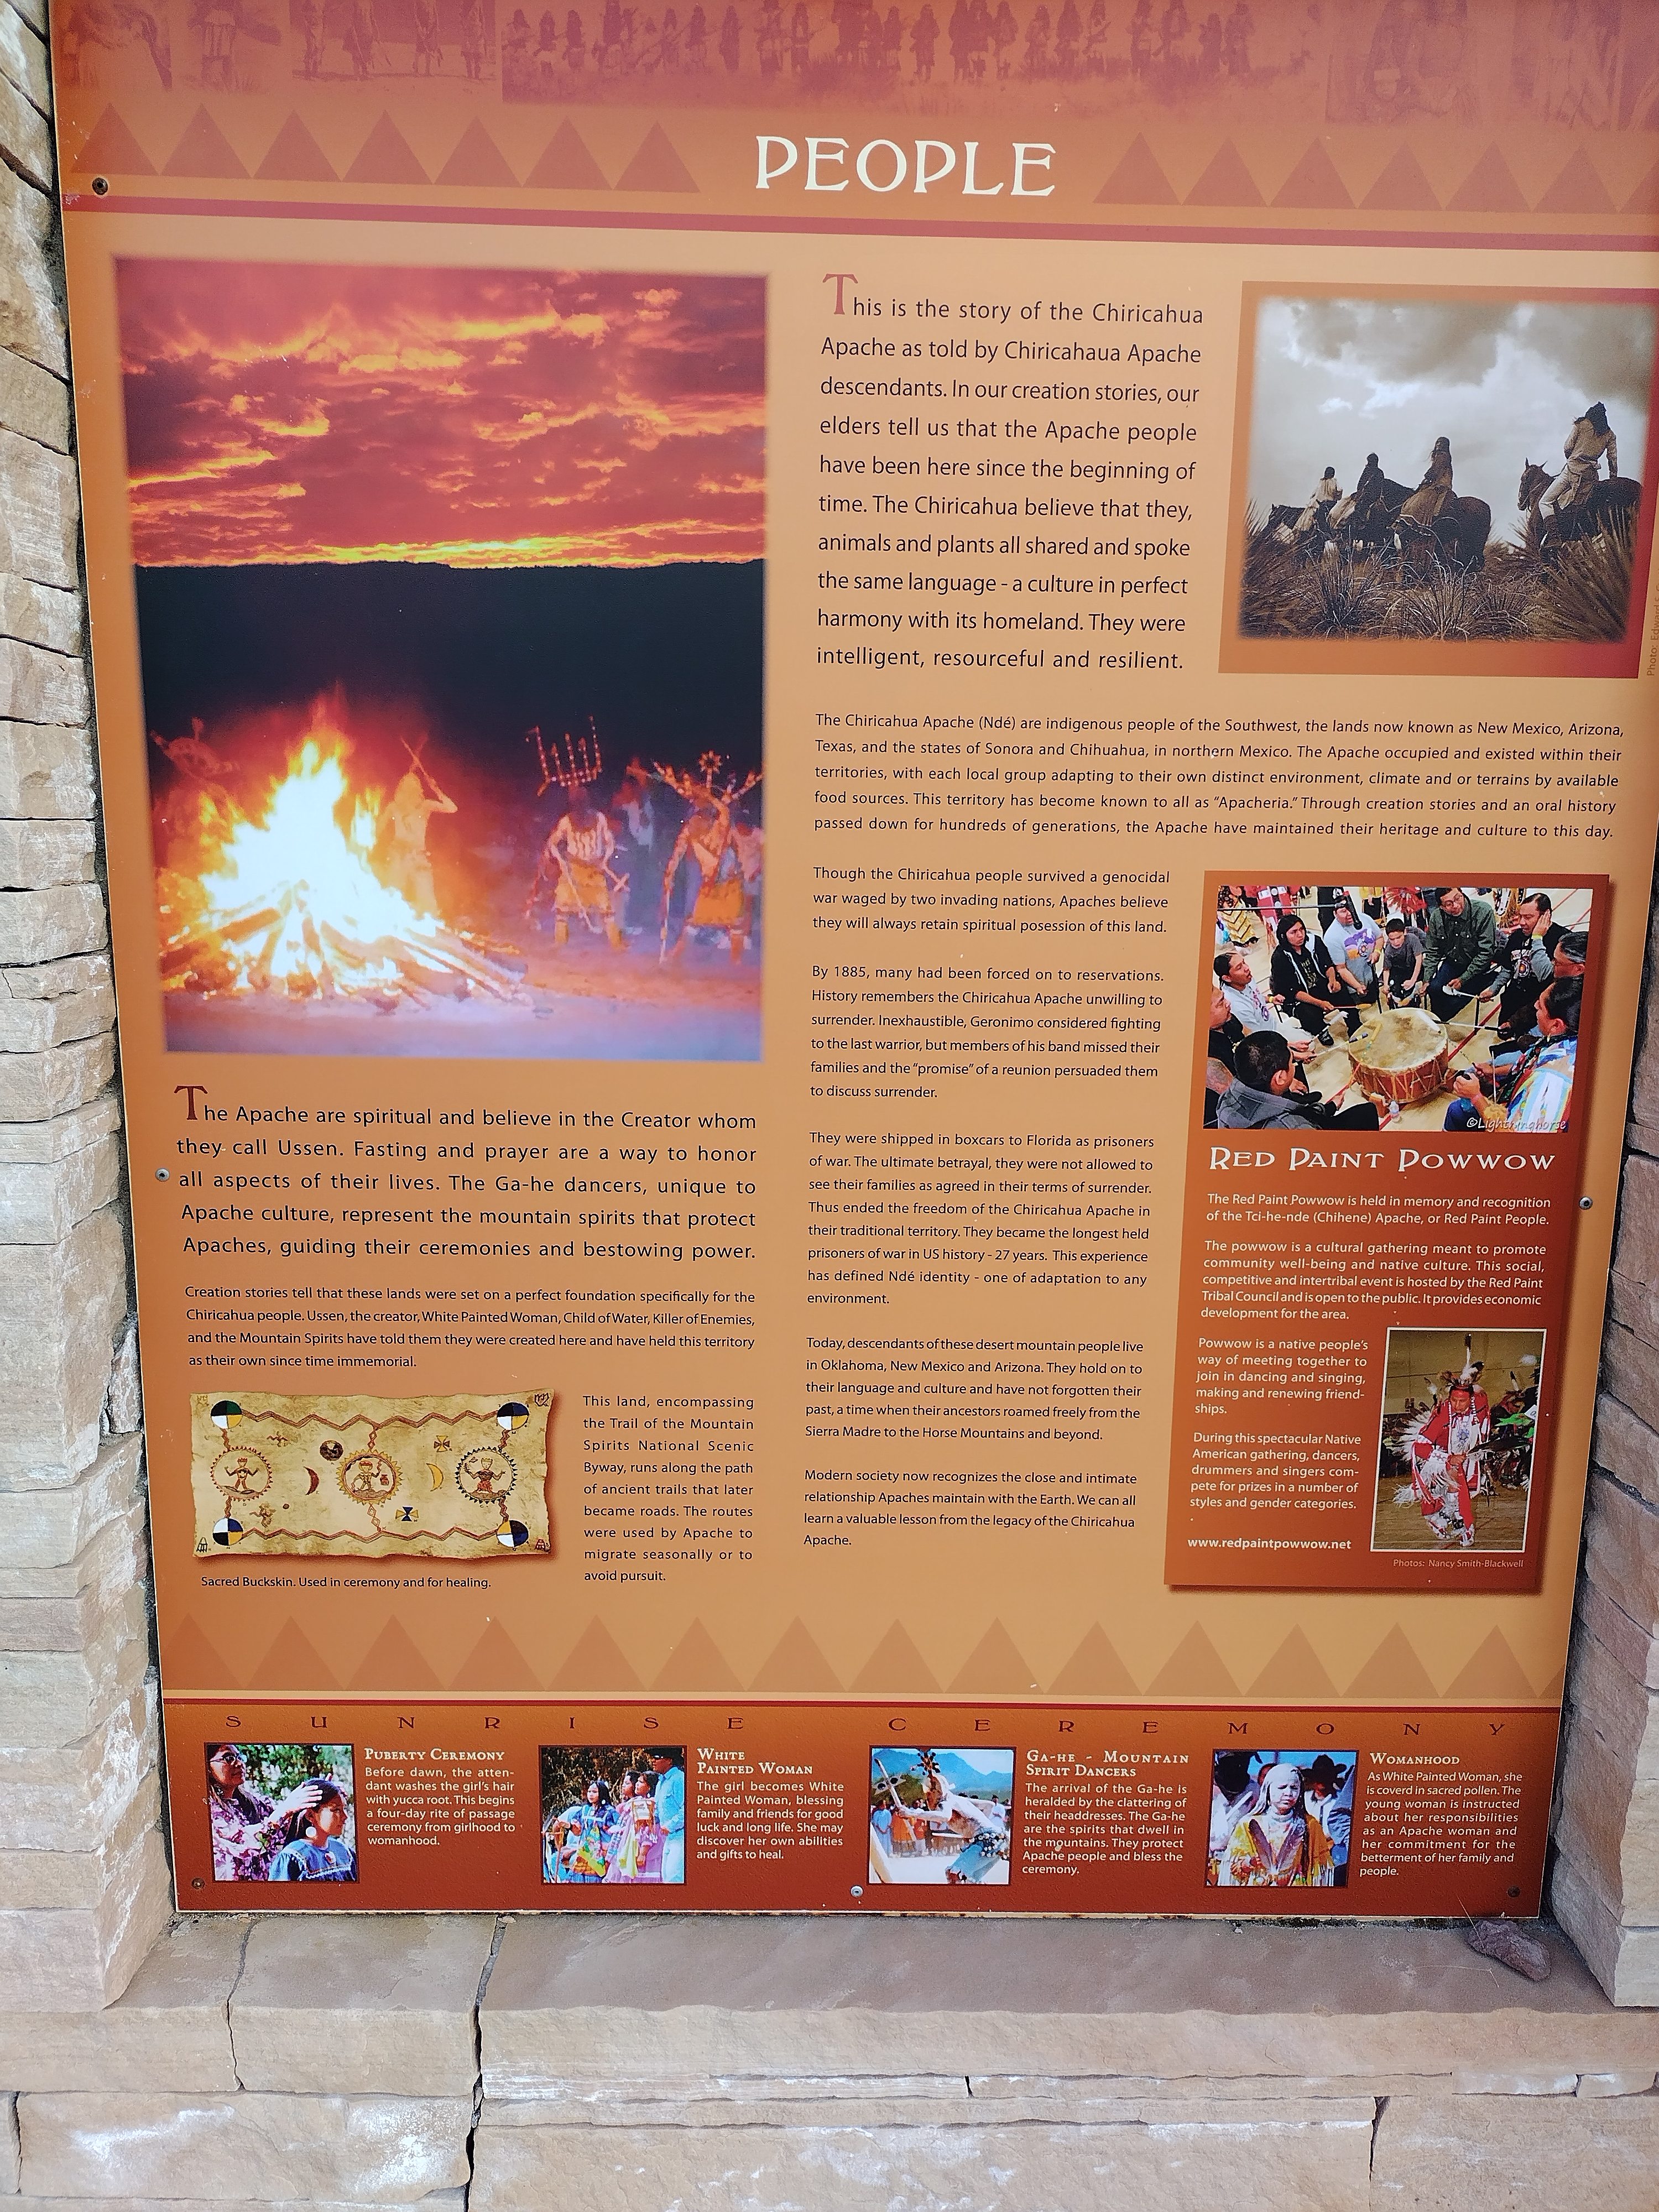 PEOPLE
This is the story of the Chiricahua
Apache as told by Chiricahaua Apache
descendants. In our creation stories, our
elders tell us that the Apache people
have been here since the beginning of
time. The Chiricahua believe that they,
animals and plants all shared and spoke
the same language - a culture in perfect
harmony with its homeland. They were
intelligent, resourceful and resilient.
Photo: Edward
The Chiricahua Apache (Ndé) are indigenous people of the Southwest, the lands now known as New Mexico, Arizona,
Texas, and the states of Sonora and Chihuahua, in northern Mexico. The Apache occupied and existed within their
territories, with each local group adapting to their own distinct environment, climate and or terrains by available
food sources. This territory has become known to all as “Apacheria.” Through creation stories and an oral history
passed down for hundreds of generations, the Apache have maintained their heritage and culture to this day.
Though the Chiricahua people survived a genocidal
war waged by two invading nations, Apaches believe
they will always retain spiritual posession of this land.
By 1885, many had been forced on to reservations.
History remembers the Chiricahua Apache unwilling to
surrender. Inexhaustible, Geronimo considered fighting
to the last warrior, but members of his band missed their
families and the “promise” of a reunion persuaded them
to discuss surrender.
They were shipped in boxcars to Florida as prisoners
of war. The ultimate betrayal, they were not allowed to
see their families as agreed in their terms of surrender.
Thus ended the freedom of the Chiricahua Apache in
their traditional territory. They became the longest held
prisoners of war in US history - 27 years. This experience
has defined Ndé identity - one of adaptation to any
environment.
Today, descendants of these desert mountain people live
in Oklahoma, New Mexico and Arizona. They hold on to
their language and culture and have not forgotten their
past, a time when their ancestors roamed freely from the
Sierra Madre to the Horse Mountains and beyond.
Modern society now recognizes the close and intimate
relationship Apaches maintain with the Earth. We can all
learn a valuable lesson from the legacy of the Chiricahua
Apache.
The Apache are spiritual and believe in the Creator whom
they call Ussen. Fasting and prayer are a way to honor
all aspects of their lives. The Ga-he dancers, unique to
Apache culture, represent the mountain spirits that protect
Apaches, guiding their ceremonies and bestowing power.
Creation stories tell that these lands were set on a perfect foundation specifically for the
Chiricahua people. Ussen, the creator, White Painted Woman, Child of Water, Killer of Enemies,
and the Mountain Spirits have told them they were created here and have held this territory
as their own since time immemorial.
This land, encompassing
the Trail of the Mountain
Spirits National Scenic
Byway, runs along the path
of ancient trails that later
became roads. The routes
were used by Apache to
migrate seasonally or to
avoid pursuit.
Sacred Buckskin. Used in ceremony and for healing.
©Lightninghorse
RED PAINT POWWOW
The Red Paint Powwow is held in memory and recognition
of the Tci-he-nde (Chihene) Apache, or Red Paint People.
The powwow is a cultural gathering meant to promote
community well-being and native culture. This social,
competitive and intertribal event is hosted by the Red Paint
Tribal Council and is open to the public. It provides economic
development for the area.
Powwow is a native people's
way of meeting together to
join in dancing and singing,
making and renewing friend-
ships.
During this spectacular Native
American gathering, dancers,
drummers and singers com-
pete for prizes in a number of
styles and gender categories.
www.redpaintpowwow.net
Photos: Nancy Smith-Blackwell
SUNRISE CEREMONY
PUBERTY CEREMONY
Before dawn, the atten-
dant washes the girl's hair
with yucca root. This begins
a four-day rite of passage
ceremony from girlhood to
womanhood.
WHITE
PAINTED WOMAN
The girl becomes White
Painted Woman, blessing
family and friends for good
luck and long life. She may
discover her own abilities
and gifts to heal.
GA-HE - MOUNTAIN
SPIRIT DANCERS
The arrival of the Ga-he is
heralded by the clattering of
their headdresses. The Ga-he
are the spirits that dwell in
the mountains. They protect
Apache people and bless the
ceremony.
WOMANHOOD
As White Painted Woman, she
is coverd in sacred pollen. The
young woman is instructed
about her responsibilities
as an Apache woman and
her commitment for the
betterment of her family and
people.